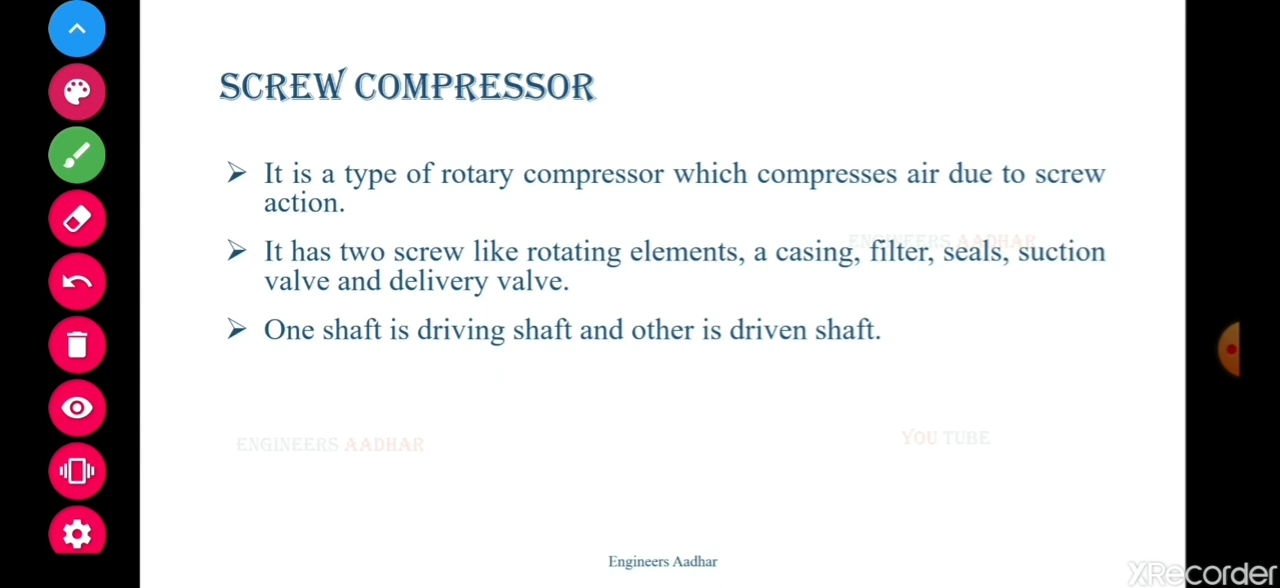 SCREW COMPRESSOR
➢ It is a type of rotary compressor which compresses air due to screw
action.
ENGINEERS AADHAR
➢ It has two screw like rotating elements, a casing, filter, seals, suction
valve and delivery valve.
➢ One shaft is driving shaft and other is driven shaft.
ENGINEERS AADHAR
YOU TUBE
Engineers Aadhar
XRecorder